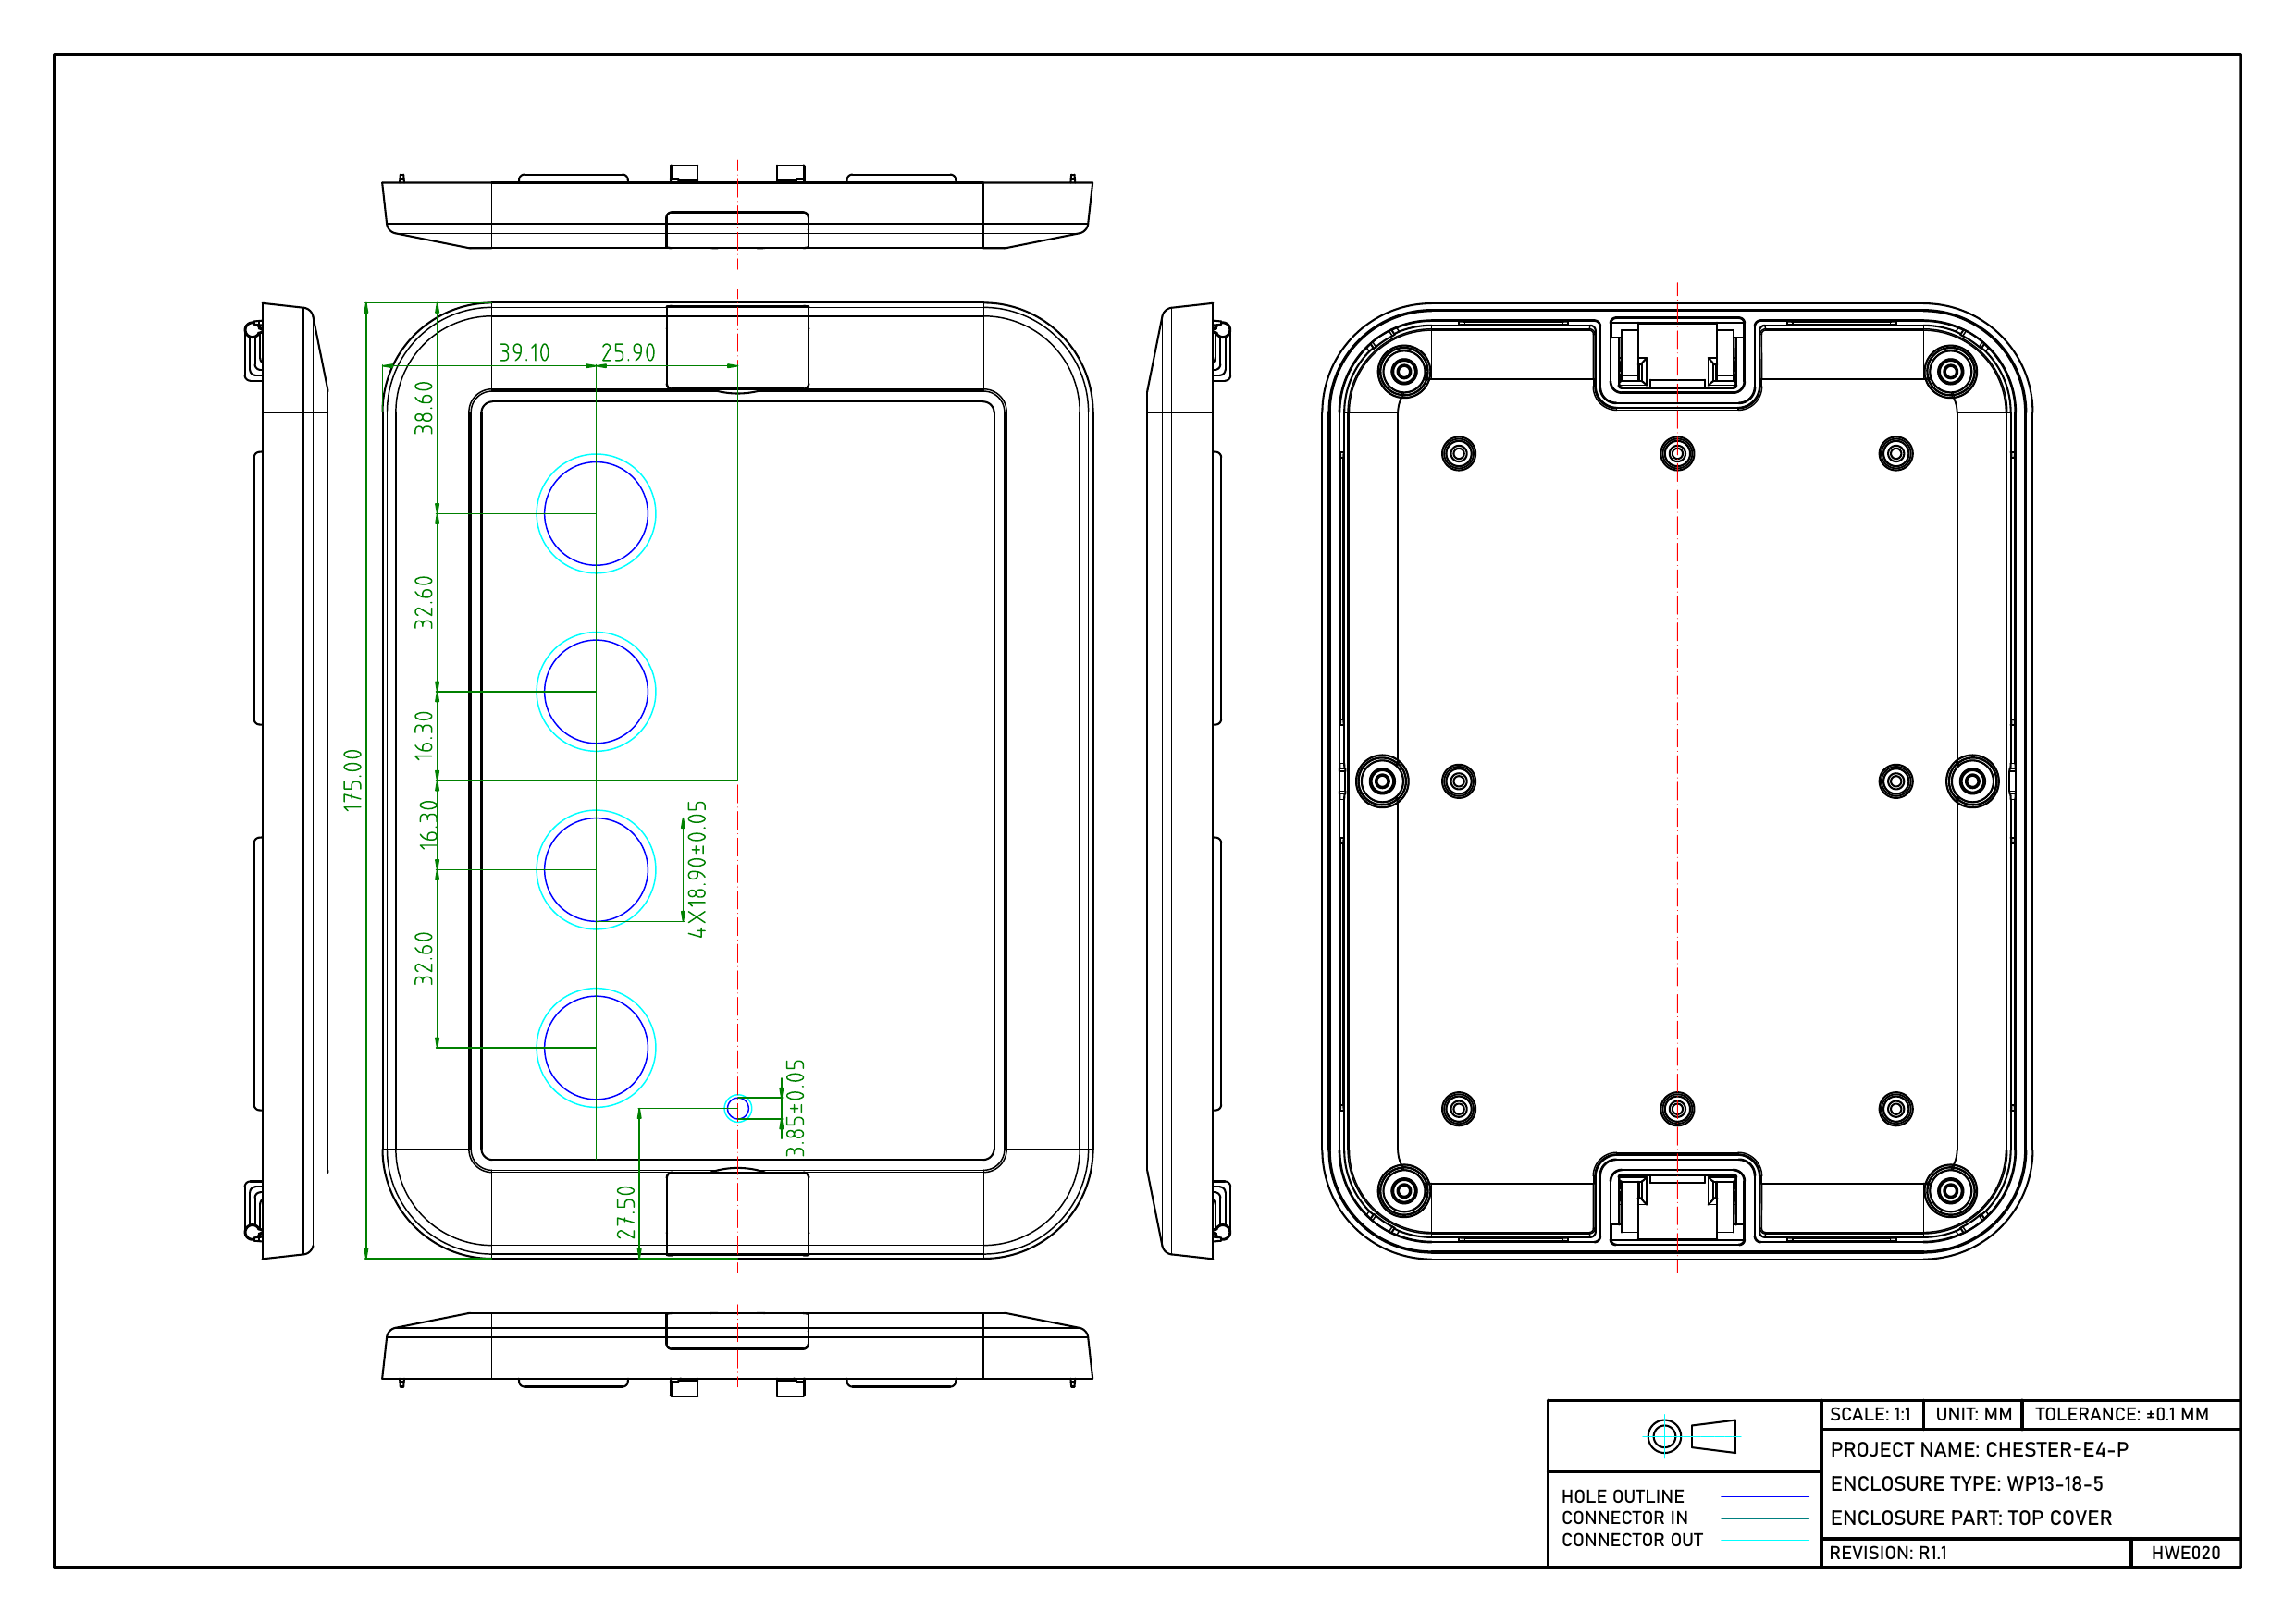 39.10
25.90
38.60
32.60
16.30
175.00
16.30
4X18.90±0.05
32.60
3.85±0.05
27.50
SCALE: 1:1
UNIT: MM
TOLERANCE: ±0.1 MM
PROJECT NAME: CHESTER-E4-P
ENCLOSURE TYPE: WP13-18-5
ENCLOSURE PART: TOP COVER
HOLE OUTLINE
CONNECTOR IN
CONNECTOR OUT
REVISION: R1.1
HWE020